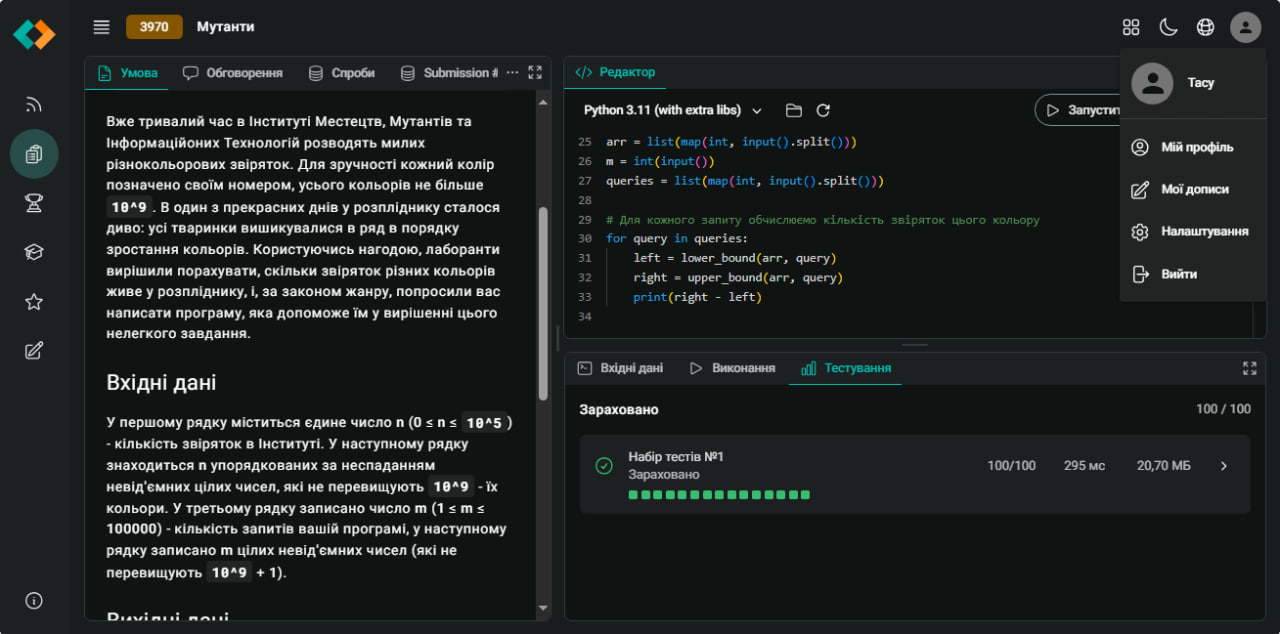 3970 Мутанти
Умова Обговорення Спроби Submission # ...
Вже тривалий час в Інституті Местецтв, Мутантів та
Інформаційоних Технологій розводять милих
різнокольорових звіряток. Для зручності кожний колір
позначено своїм номером, усього кольорів не більше
10^9 . В один з прекрасних днів у розпліднику сталося
диво: усі тваринки вишикувалися в ряд в порядку
зростання кольорів. Користуючись нагодою, лаборанти
вирішили порахувати, скільки звіряток різних кольорів
живе у розпліднику, і, за законом жанру, попросили вас
написати програму, яка допоможе їм у вирішенні цього
нелегкого завдання.
Вхідні дані
У першому рядку міститься єдине число n (0 ≤ n ≤ 10^5 )
- кількість звіряток в Інституті. У наступному рядку
знаходиться n упорядкованих за неспаданням
невід'ємних цілих чисел, які не перевищують 10^9 - їх
кольори. У третьому рядку записано число m (1 ≤ m ≤
100000) - кількість запитів вашій програмі, у наступному
рядку записано m цілих невід'ємних чисел (які не
перевищують 10^9 + 1).
Вихідні дані
</> Редактор
Python 3.11 (with extra libs)
Запустит
25 arr = list(map(int, input().split()))
26 m = int(input())
27 queries = list(map(int, input().split()))
28
29 # Для кожного запиту обчислюємо кількість звіряток цього кольору
30 for query in queries:
31 left = lower_bound(arr, query)
32 right = upper_bound(arr, query)
33 print(right - left)
34
Тасу
Мій профіль
Мої дописи
Налаштування
Вийти
Вхідні дані Виконання Тестування
Зараховано 100 / 100
Набір тестів №1
Зараховано
100/100 295 мс 20,70 МБ